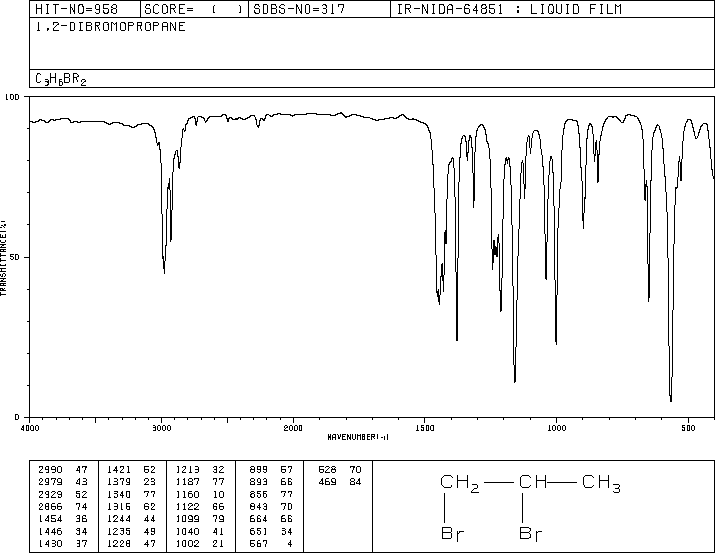 HIT-NO=958 SCORE= ( ) SDBS-NO=317 IR-NIDA-64851 : LIQUID FILM
1,2-DIBROMOPROPANE
C3H6BR2
100
50
0
TRANSMITTANCE(%)
4000 3000 2000 1500 1000 500
WAVENUMBER(-1)
2990 47 1421 52 1213 32 899 57 528 70
2979 43 1379 23 1187 77 893 66 469 84
2929 52 1340 77 1160 10 855 77
2866 74 1315 62 1122 66 843 70
1454 36 1244 44 1099 79 664 66
1446 34 1235 49 1040 41 651 34
1430 37 1228 47 1002 21 567 4
CH2 CH CH3
Br Br